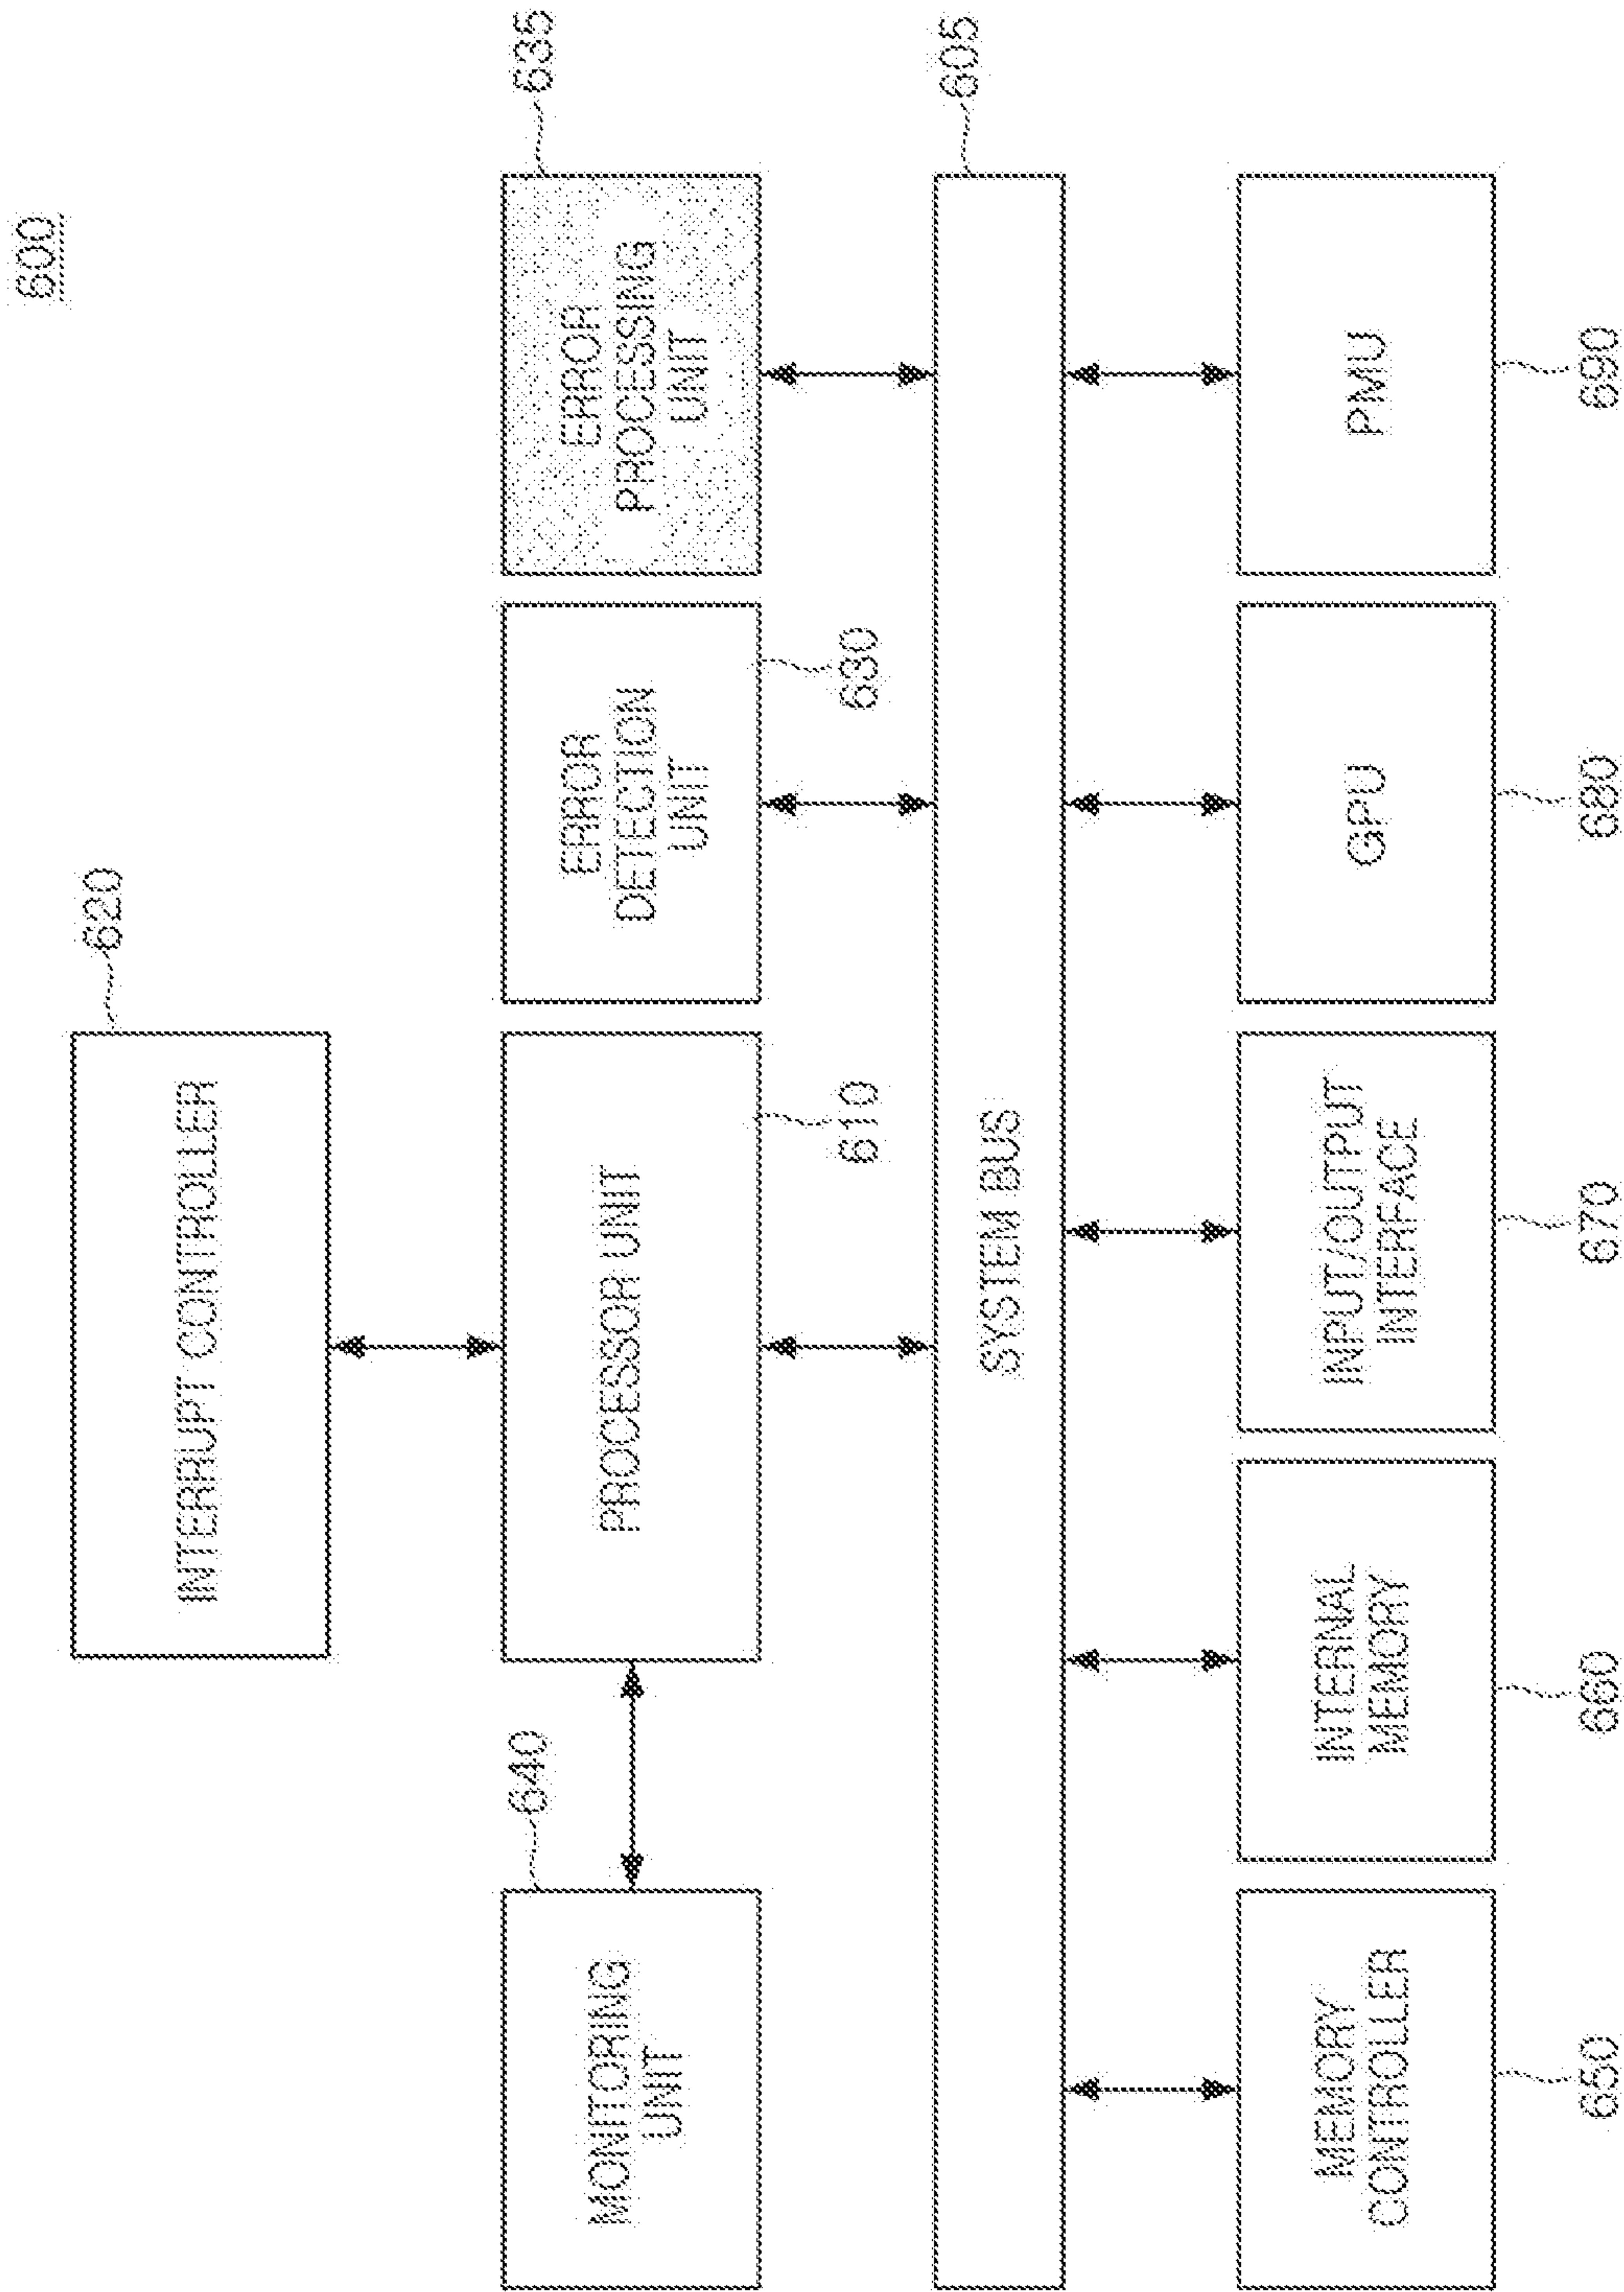 600
620
INTERRUPT CONTROLLER
640
635
MONITORING
UNIT
PROCESSOR UNIT
ERROR
DETECTION
UNIT
ERROR
PROCESSING
UNIT
610
630
605
SYSTEM BUS
MEMORY
CONTROLLER
INTERNAL
MEMORY
INPUT/OUTPUT
INTERFACE
GPU
PMU
650
660
670
680
690